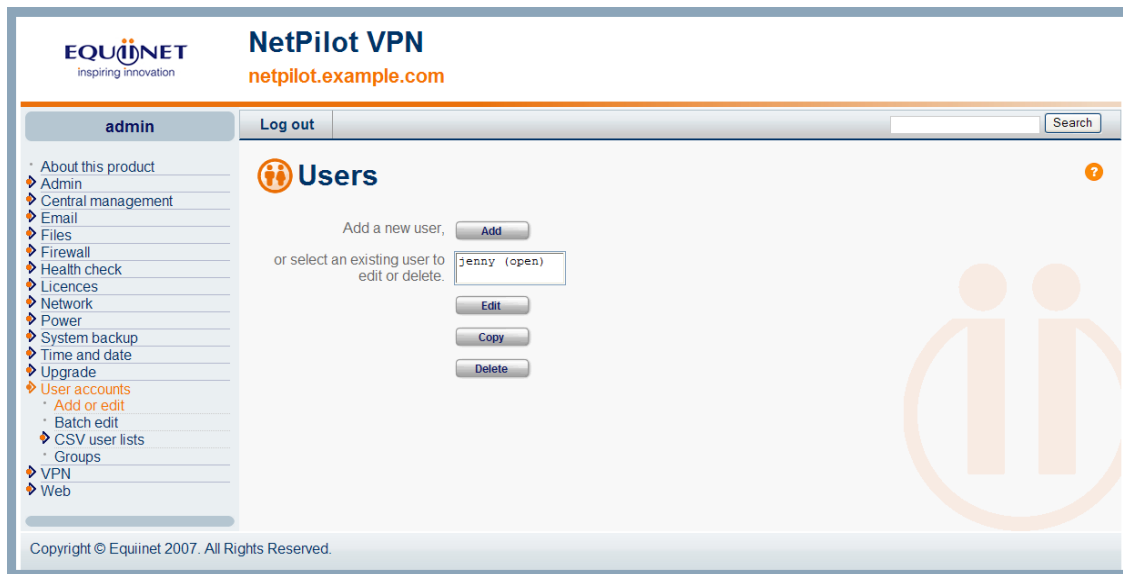 EQUiiNET
inspiring innovation
NetPilot VPN
netpilot.example.com
admin
Log out
Search
About this product
Admin
Central management
Email
Files
Firewall
Health check
Licences
Network
Power
System backup
Time and date
Upgrade
User accounts
Add or edit
Batch edit
CSV user lists
Groups
VPN
Web
Users
?
Add a new user,
Add
or select an existing user to
edit or delete.
jenny (open)
Edit
Copy
Delete
Copyright © Equiinet 2007. All Rights Reserved.